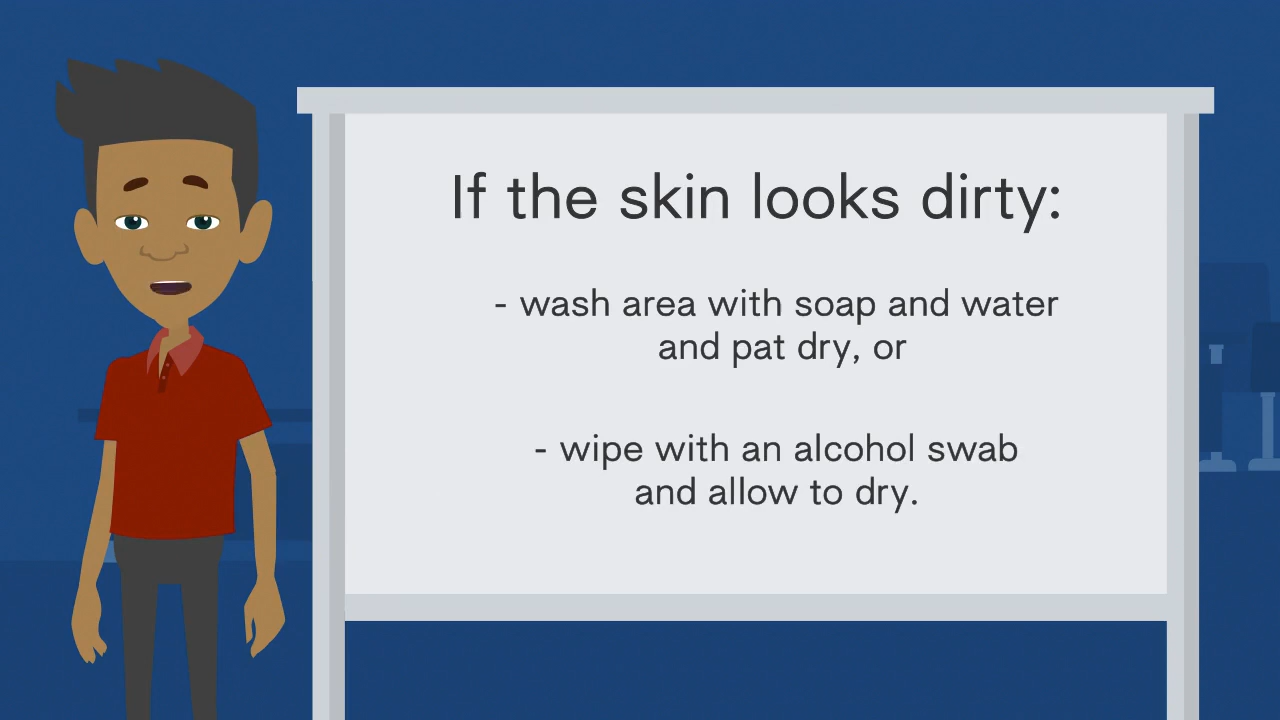 If the skin looks dirty:
- wash area with soap and water
and pat dry, or
- wipe with an alcohol swab
and allow to dry.